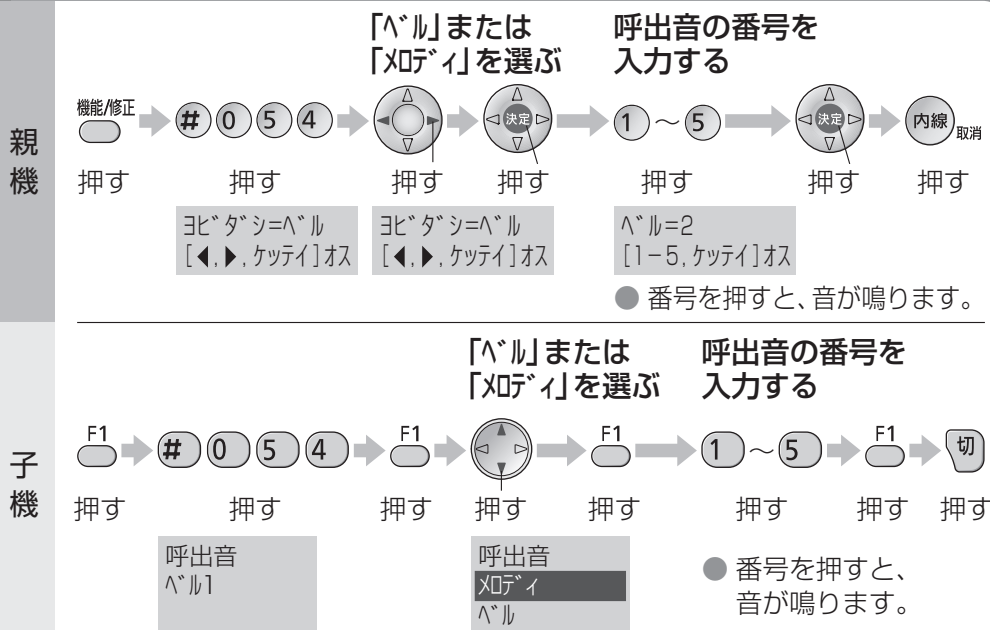 親機
「ﾍﾞﾙ」または
「ﾒﾛﾃﾞｨ」を選ぶ
呼出音の番号を
入力する
機能/修正
# 0 5 4
決定
1 ～ 5
決定
内線 取消
押す 押す 押す 押す 押す 押す 押す
ﾖﾋﾞﾀﾞｼ=ﾍﾞﾙ
[◀,▶,ｹｯﾃｲ]ｵｽ
ﾖﾋﾞﾀﾞｼ=ﾍﾞﾙ
[◀,▶,ｹｯﾃｲ]ｵｽ
ﾍﾞﾙ=2
[1-5,ｹｯﾃｲ]ｵｽ
● 番号を押すと、音が鳴ります。
子機
「ﾍﾞﾙ」または
「ﾒﾛﾃﾞｨ」を選ぶ
呼出音の番号を
入力する
F1
# 0 5 4
F1
F1
1 ～ 5
F1
切
押す 押す 押す 押す 押す 押す 押す 押す
呼出音
ﾍﾞﾙ1
呼出音
ﾒﾛﾃﾞｨ
ﾍﾞﾙ
● 番号を押すと、
音が鳴ります。